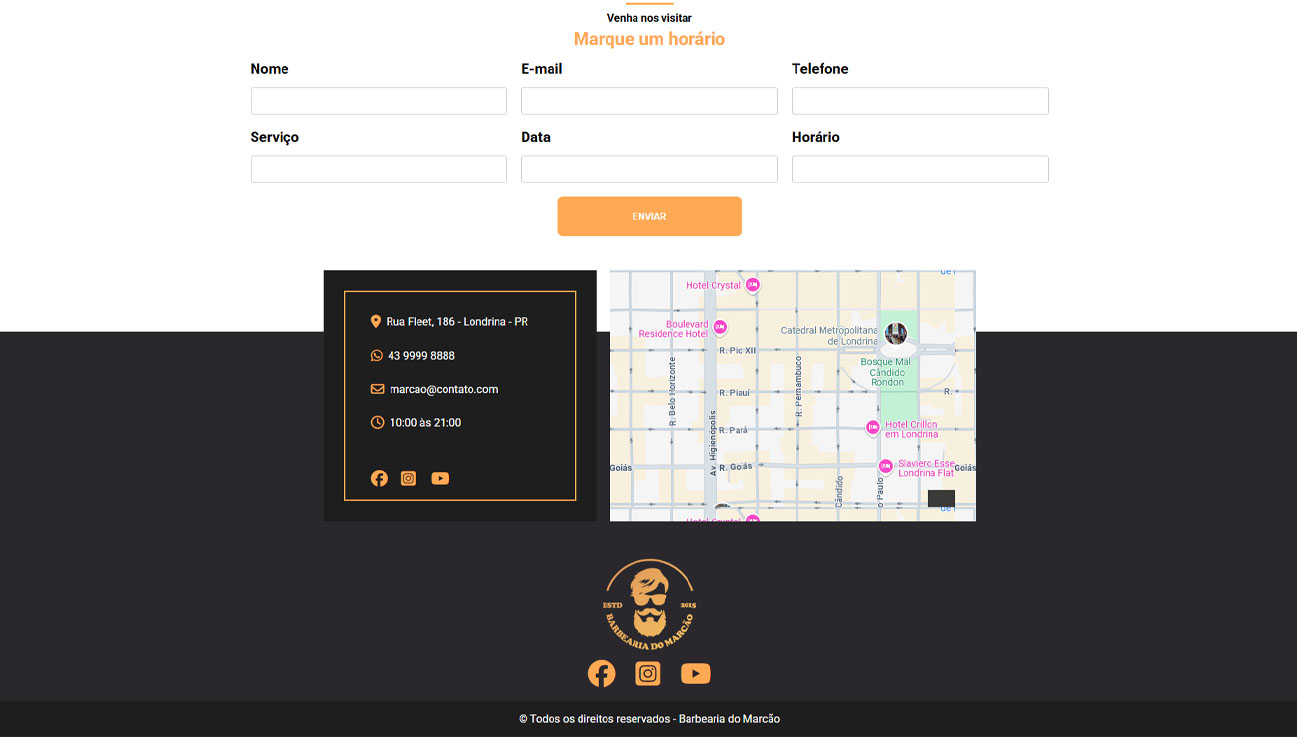 Venha nos visitar
Marque um horário
Nome
E-mail
Telefone
Serviço
Data
Horário
ENVIAR
Rua Fleet, 186 - Londrina - PR
43 9999 8888
marcao@contato.com
10:00 às 21:00
de
Hotel Crystal
Boulevard
Residence Hotel
Catedral Metropolitana
de Londrina
R. Pio XII
Bosque Mal.
Cândido
Rondon
R. Belo Horizonte
R. Pernambuco
R. Piauí
R.
Av. Higienópolis
R. Pará
Hotel Crillon
em Londrina
Goiás
R. Goiás
Slaviero Esse
Londrina Flat
Goiás
Cândido
o Paulo
de
Hotel Crystal
ESTD
2015
BARBEARIA DO MARCÃO
© Todos os direitos reservados - Barbearia do Marcão